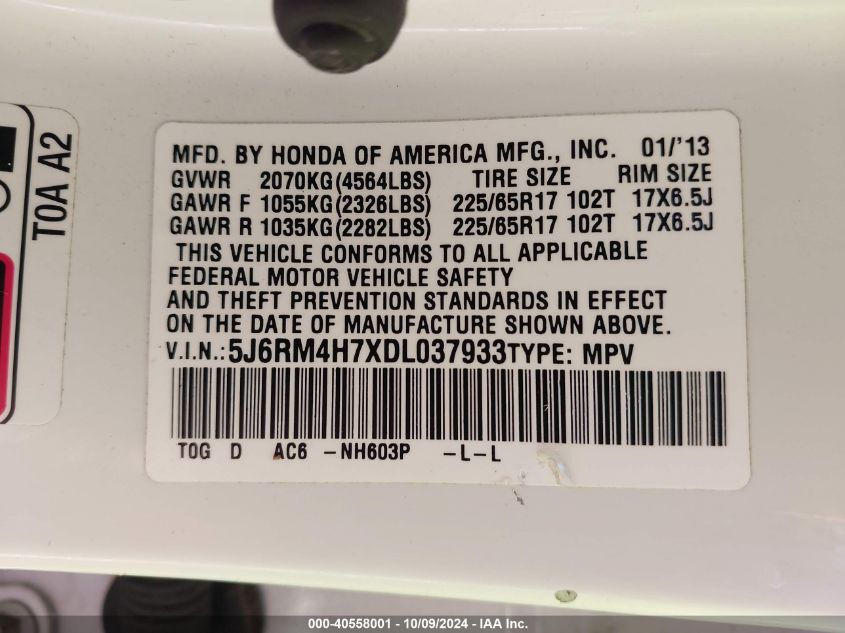 TOA A2
MFD. BY HONDA OF AMERICA MFG., INC. 01/'13
GVWR 2070KG(4564LBS) TIRE SIZE RIM SIZE
GAWR F 1055KG(2326LBS) 225/65R17 102T 17X6.5J
GAWR R 1035KG(2282LBS) 225/65R17 102T 17X6.5J
THIS VEHICLE CONFORMS TO ALL APPLICABLE
FEDERAL MOTOR VEHICLE SAFETY
AND THEFT PREVENTION STANDARDS IN EFFECT
ON THE DATE OF MANUFACTURE SHOWN ABOVE.
V.I.N.:5J6RM4H7XDL037933TYPE: MPV
T0G D AC6 -NH603P -L-L
000-40558001 - 10/09/2024 - IAA Inc.